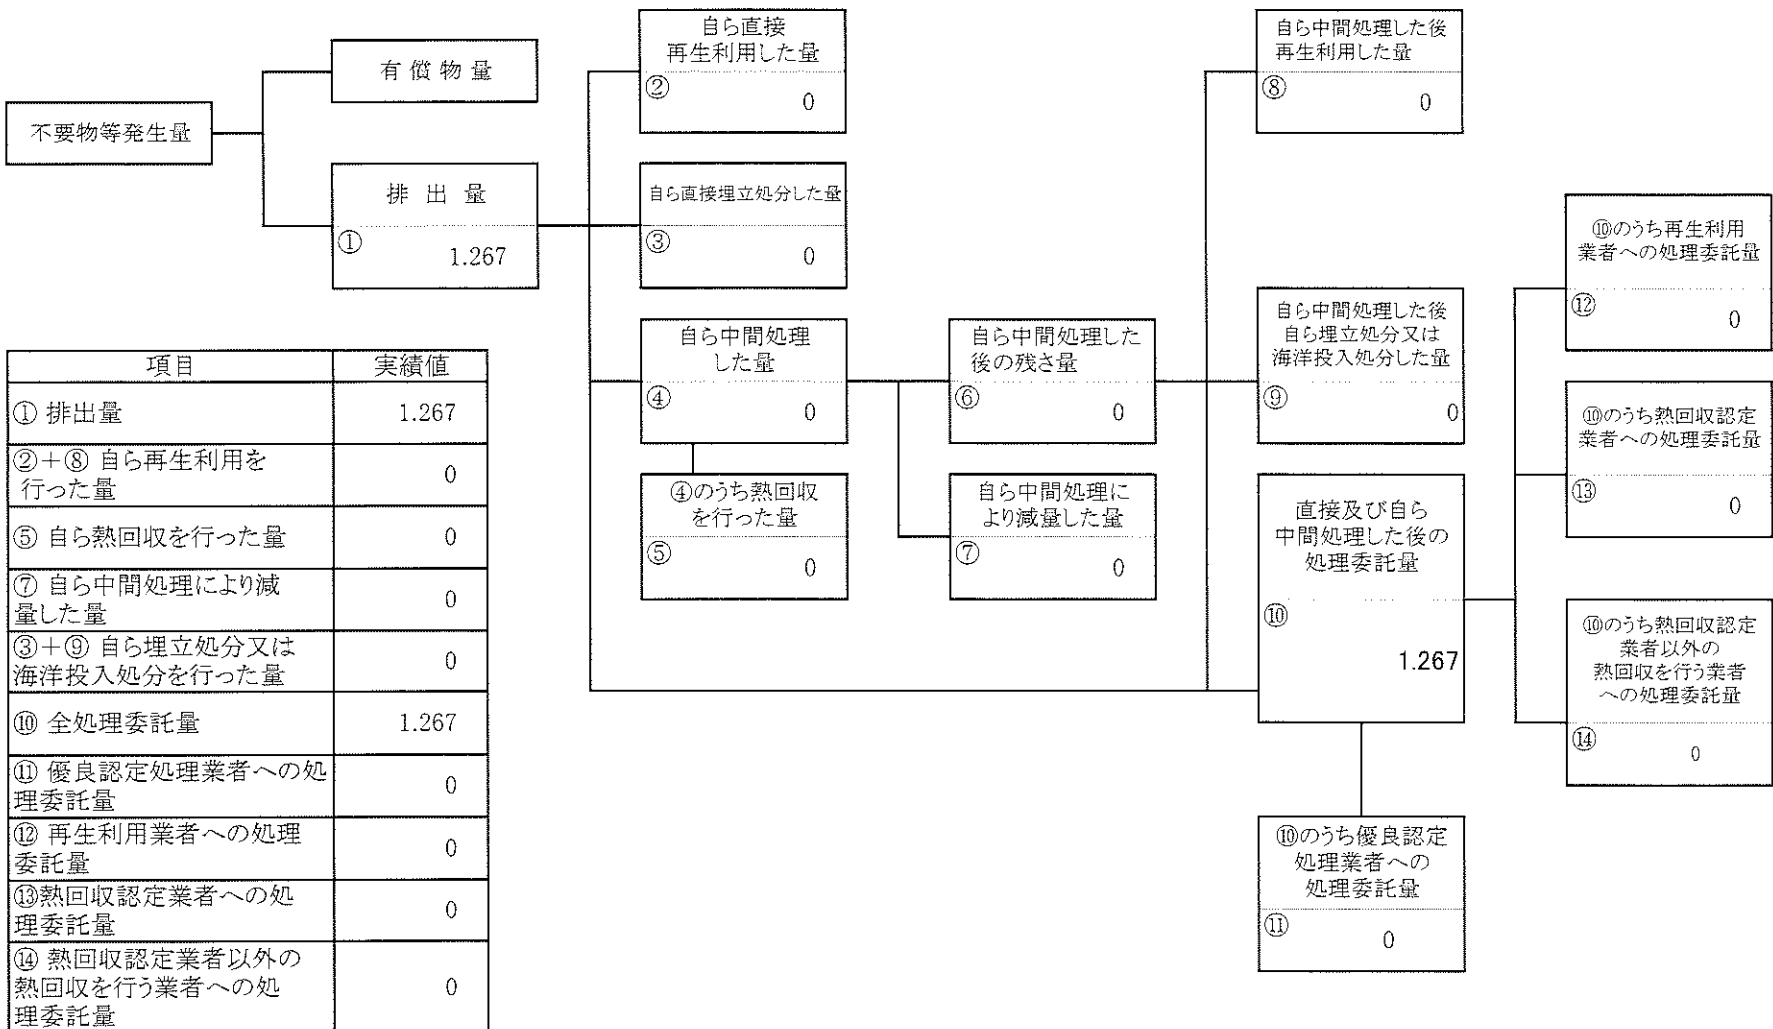 不要物等発生量
有償物量
排出量
①
1.267
自ら直接
再生利用した量
②
0
自ら直接埋立処分した量
③
0
自ら中間処理
した量
④
0
④のうち熱回収
を行った量
⑤
0
自ら中間処理した
後の残さ量
⑥
0
自ら中間処理に
より減量した量
⑦
0
自ら中間処理した後
再生利用した量
⑧
0
自ら中間処理した後
自ら埋立処分又は
海洋投入処分した量
⑨
0
直接及び自ら
中間処理した後の
処理委託量
⑩
1.267
⑩のうち優良認定
処理業者への
処理委託量
⑪
0
⑩のうち再生利用
業者への処理委託量
⑫
0
⑩のうち熱回収認定
業者への処理委託量
⑬
0
⑩のうち熱回収認定
業者以外の
熱回収を行う業者
への処理委託量
⑭
0
項目 実績値
① 排出量 1.267
②+⑧ 自ら再生利用を
行った量 0
⑤ 自ら熱回収を行った量 0
⑦ 自ら中間処理により減
量した量 0
③+⑨ 自ら埋立処分又は
海洋投入処分を行った量 0
⑩ 全処理委託量 1.267
⑪ 優良認定処理業者への処
理委託量 0
⑫ 再生利用業者への処理
委託量 0
⑬熱回収認定業者への処
理委託量 0
⑭ 熱回収認定業者以外の
熱回収を行う業者への処
理委託量 0